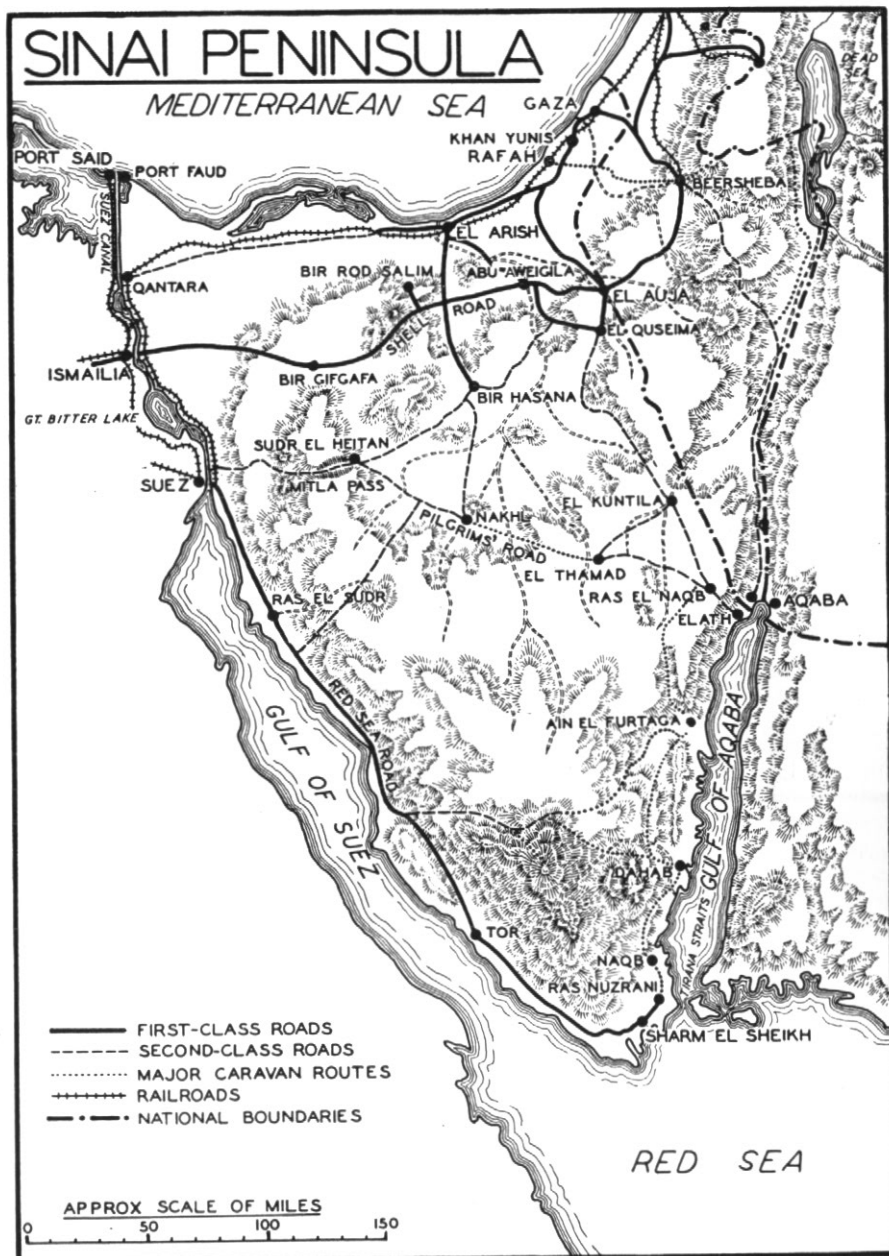 SINAI PENINSULA
MEDITERRANEAN SEA
DEAD SEA
GAZA
KHAN YUNIS
RAFAH
PORT SAID
PORT FAUD
BEERSHEBA
SUEZ CANAL
EL ARISH
BIR ROD SALIM
ABU AWEIGILA
QANTARA
EL AUJA
SHELL ROAD
EL QUSEIMA
ISMAILIA
BIR GIFGAFA
BIR HASANA
GT. BITTER LAKE
SUDR EL HEITAN
MITLA PASS
SUEZ
EL KUNTILA
NAKHL
PILGRIMS' ROAD
EL THAMAD
RAS EL NAQB
RAS EL SUDR
AQABA
ELATH
RED SEA ROAD
AIN EL FURTAGA
GULF OF SUEZ
GULF OF AQABA
DAHAB
TOR
NAQB
TIRANA STRAITS
RAS NUZRANI
SHARM EL SHEIKH
FIRST-CLASS ROADS
SECOND-CLASS ROADS
MAJOR CARAVAN ROUTES
RAILROADS
NATIONAL BOUNDARIES
RED SEA
APPROX SCALE OF MILES
0 50 100 150